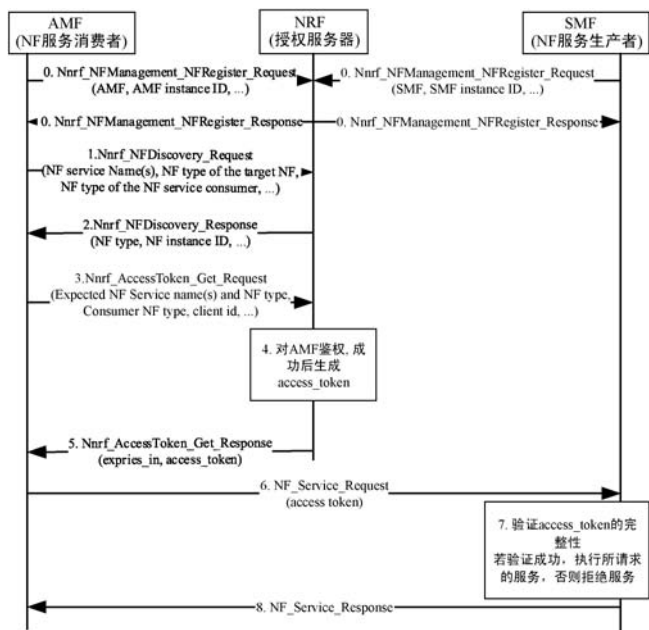 AMF
(NF服务消费者)
NRF
(授权服务器)
SMF
(NF服务生产者)
0. Nnrf_NFManagement_NFRegister_Request
(AMF, AMF instance ID, ...)
0. Nnrf_NFManagement_NFRegister_Request
(SMF, SMF instance ID, ...)
0. Nnrf_NFManagement_NFRegister_Response
0. Nnrf_NFManagement_NFRegister_Response
1.Nnrf_NFDiscovery_Request
(NF service Name(s), NF type of the target NF,
NF type of the NF service consumer, ...)
2.Nnrf_NFDiscovery_Response
(NF type, NF instance ID, ...)
3.Nnrf_AccessToken_Get_Request
(Expected NF Service name(s) and NF type,
Consumer NF type, client id, ...)
4. 对AMF鉴权, 成
功后生成
access_token
5. Nnrf_AccessToken_Get_Response
(expries_in, access_token)
6. NF_Service_Request
(access token)
7. 验证access_token的完
整性
若验证成功，执行所请求
的服务，否则拒绝服务
8. NF_Service_Response